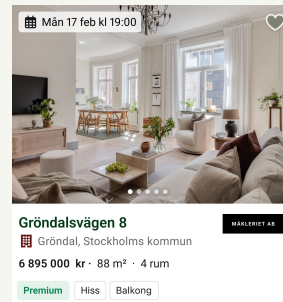 Mån 17 feb kl 19:00
Gröndalsvägen 8
MÄKLERIET AB
Gröndal, Stockholms kommun
6 895 000 kr · 88 m² · 4 rum
Premium Hiss Balkong